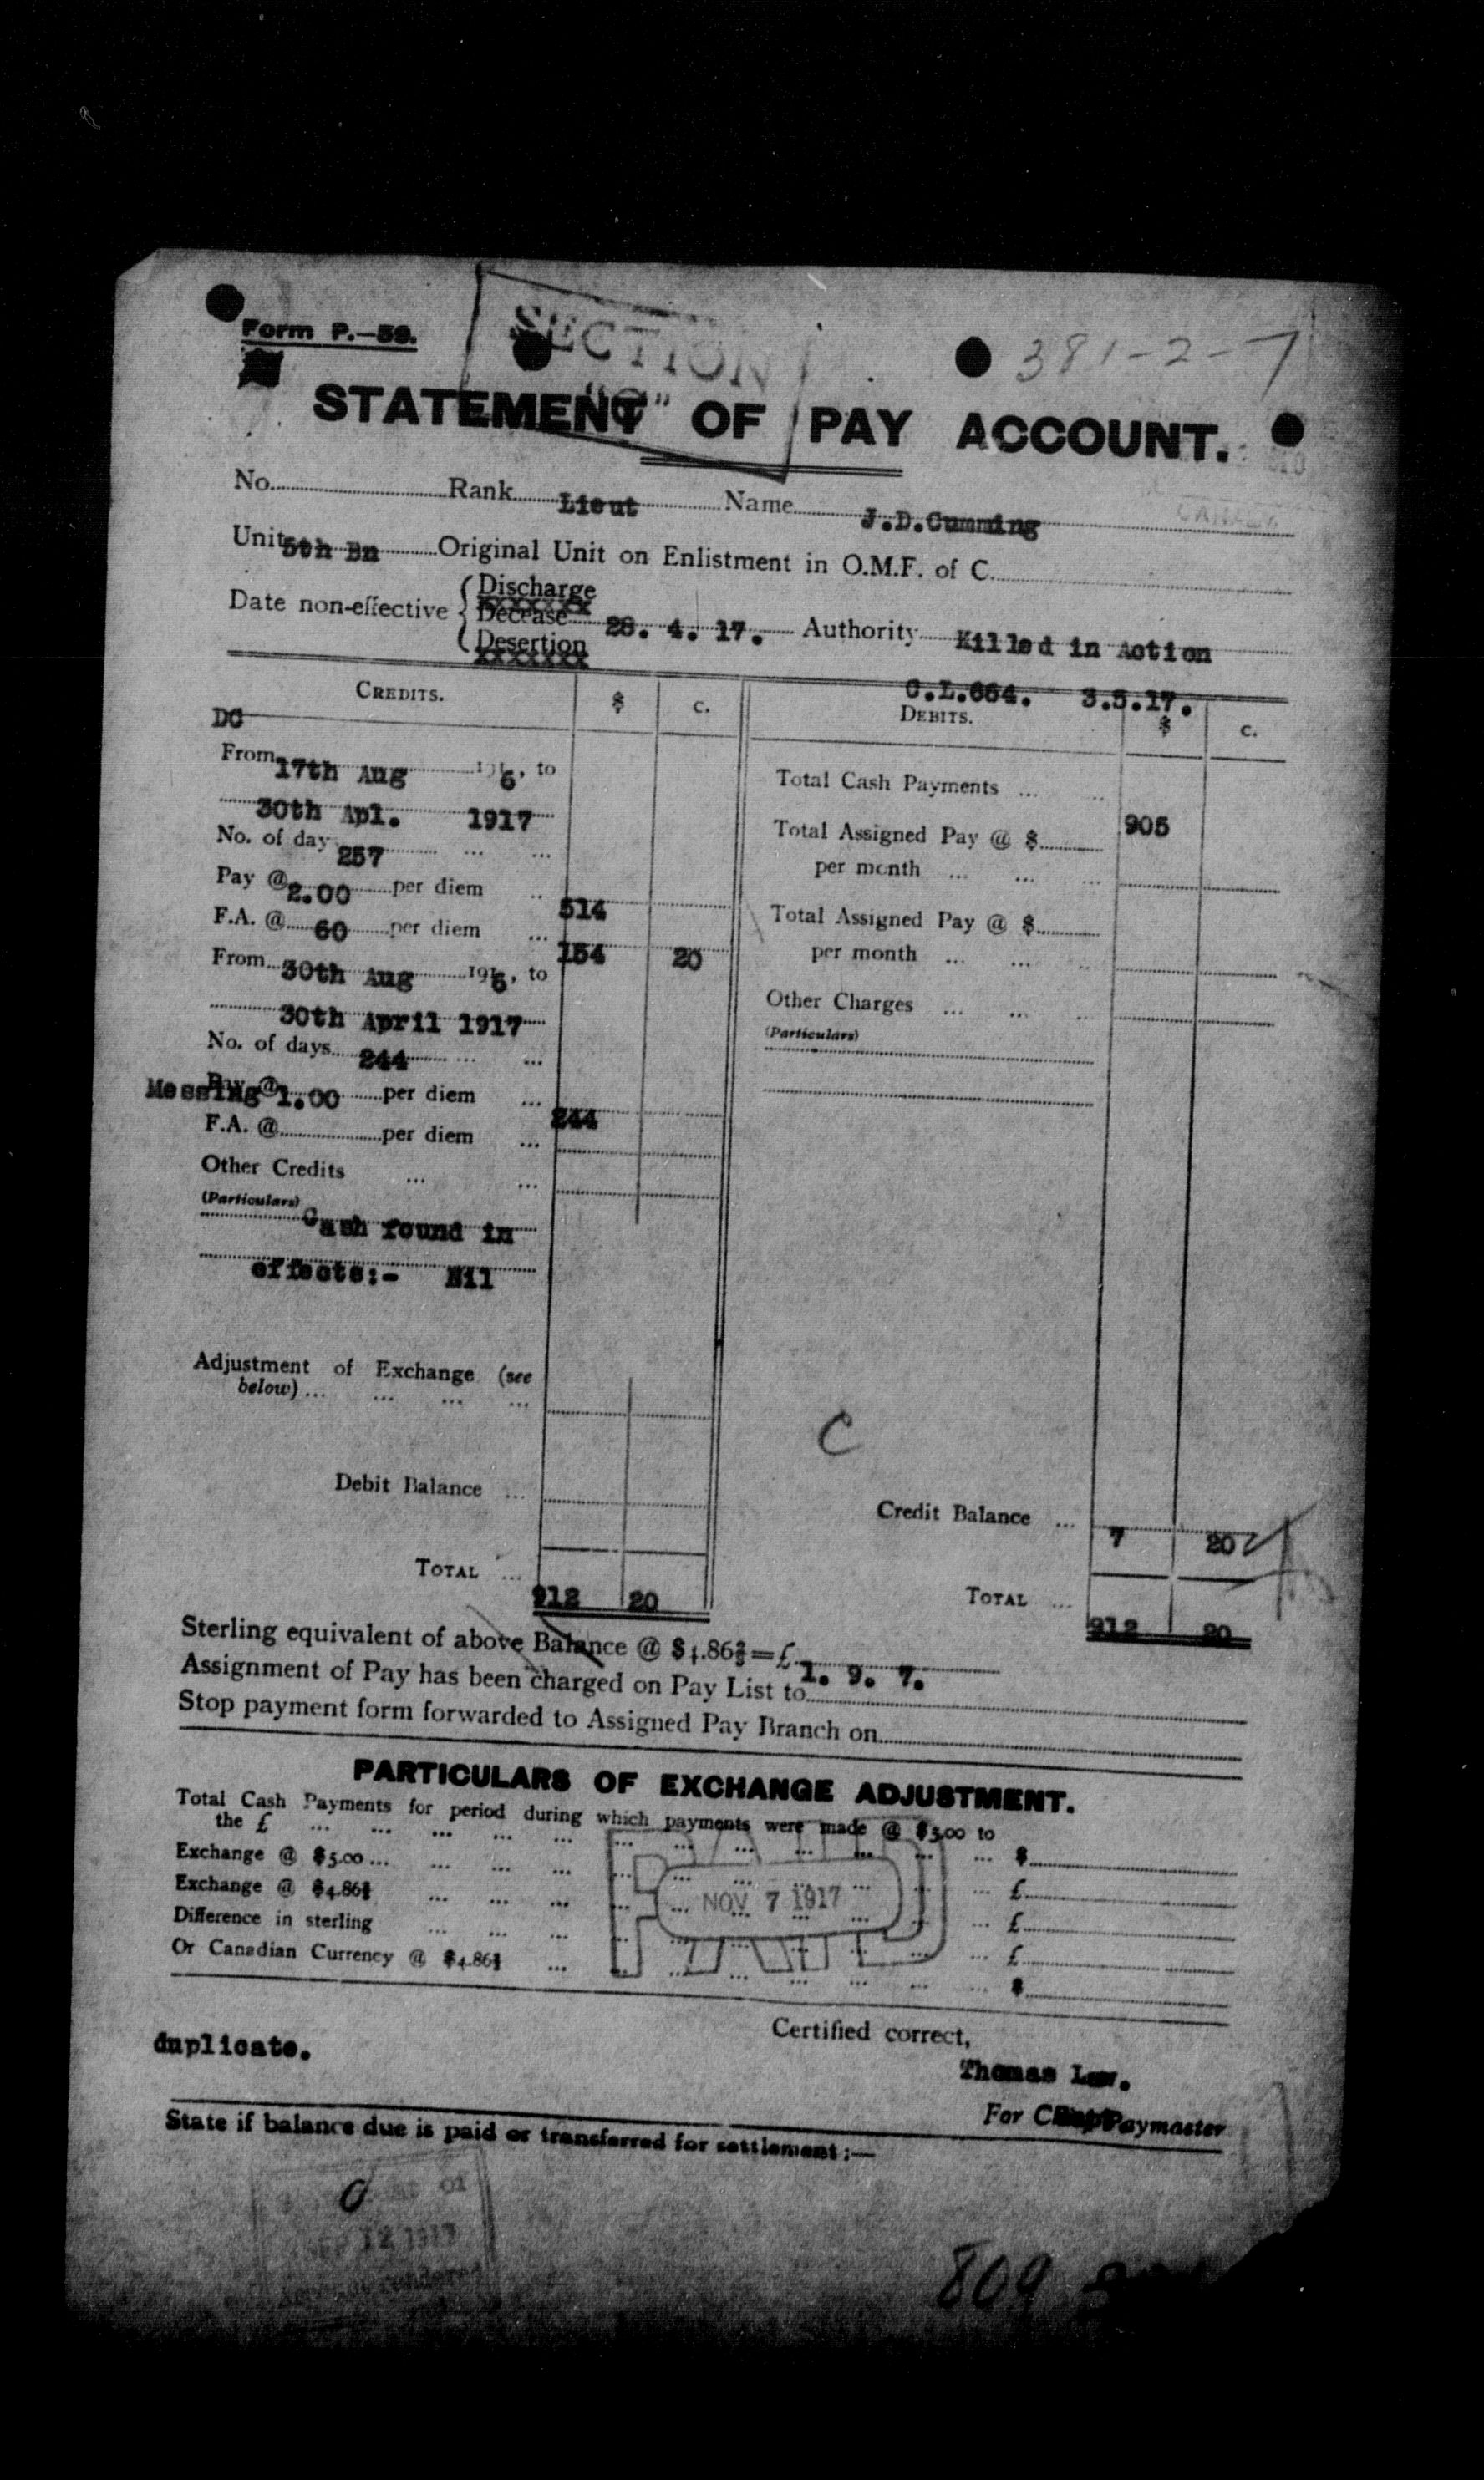 Form P.—59.
SECTION
"C"
381-2-7
STATEMENT OF PAY ACCOUNT.
No. Rank Lieut Name J.D.Cumming
CANADA
Unit 5th Bn Original Unit on Enlistment in O.M.F. of C.
Date non-effective { Discharge xxxxxxx
Decease 28. 4. 17. Authority Killed in Action
Desertion xxxxxxx
C.L.664. 3.5.17.
CREDITS. $ c. DEBITS. $ c.
DC
From 17th Aug 1916, to
Total Cash Payments ... ... 905
30th Apl. 1917
No. of day 257 ... ...
Total Assigned Pay @ $
per month ... ... ...
Pay @ 2.00 per diem ... 514
F.A. @ 60 per diem ... 154 20
Total Assigned Pay @ $
per month ... ... ...
From 30th Aug 1916, to
30th April 1917
Other Charges ... ... ...
(Particulars)
No. of days 244 ... ...
Messing Pay @ 1.00 per diem ... 244
F.A. @ per diem ...
Other Credits ... ...
(Particulars)
Cash found in
effects:- Nil
Adjustment of Exchange (see
below) ... ... ... ...
C
Debit Balance ...
Credit Balance ... 7 20
TOTAL ... 912 20
TOTAL ... 912 20
Sterling equivalent of above Balance @ $4.86⅔ = £ 1. 9. 7.
Assignment of Pay has been charged on Pay List to
Stop payment form forwarded to Assigned Pay Branch on
PARTICULARS OF EXCHANGE ADJUSTMENT.
Total Cash Payments for period during which payments were made @ $5.00 to
the £ ... ... ... ... ... ... ... ... ... ... ... ... $
Exchange @ $5.00 ... ... ... ... ... ... ... ... ... ... £
Exchange @ $4.86⅔ ... ... ... ... ... ... ... ... ... £
Difference in sterling ... ... ... ... ... ... ... ... ... £
Or Canadian Currency @ $4.86⅔ ... ... ... ... ... ... ... $
PAID
NOV 7 1917
Certified correct,
duplicate.
Thomas Law.
For Chief Paymaster
State if balance due is paid or transferred for settlement:—
12 1917
809